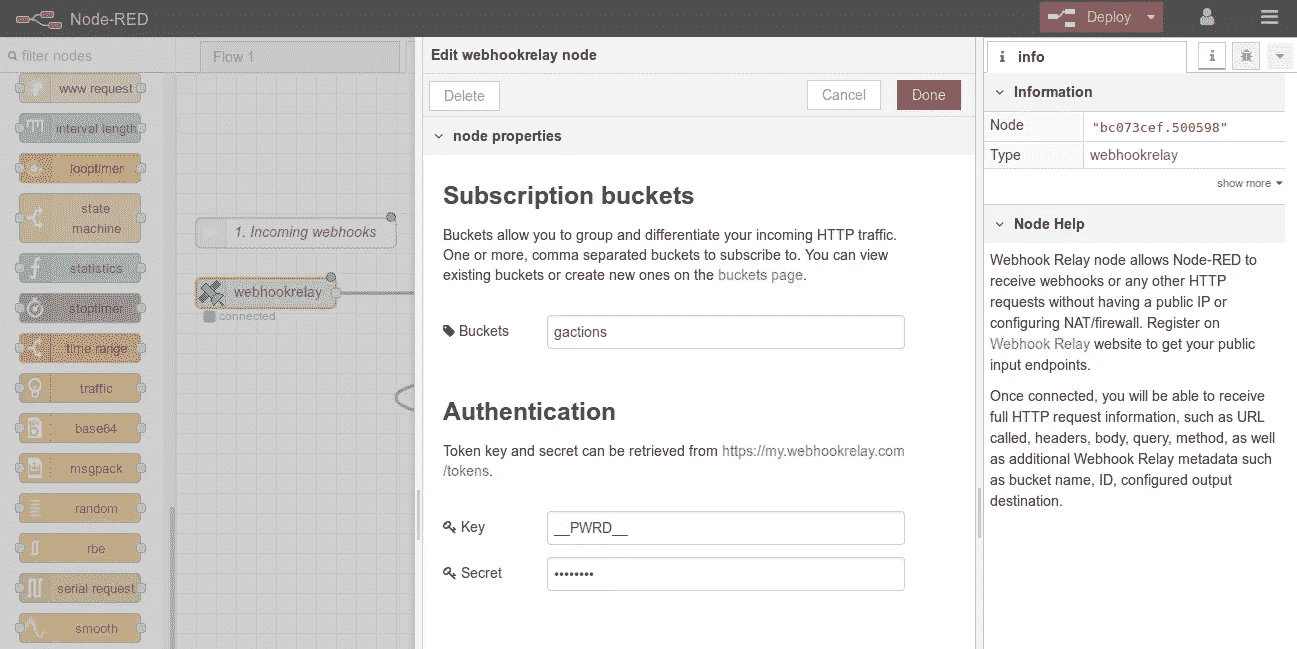 Node-RED
Deploy
filter nodes
www request
interval length
looptimer
state
machine
statistics
stoptimer
time range
traffic
base64
msgpack
random
rbe
serial request
smooth
Flow 1
1. Incoming webhooks
webhookrelay
connected
Edit webhookrelay node
Delete
Cancel
Done
node properties
Subscription buckets
Buckets allow you to group and differentiate your incoming HTTP traffic.
One or more, comma separated buckets to subscribe to. You can view
existing buckets or create new ones on the buckets page.
Buckets
gactions
Authentication
Token key and secret can be retrieved from https://my.webhookrelay.com
/tokens.
Key
__PWRD__
Secret
••••••••
i info
i
Information
Node
"bc073cef.500598"
Type
webhookrelay
show more
Node Help
Webhook Relay node allows Node-RED to
receive webhooks or any other HTTP
requests without having a public IP or
configuring NAT/firewall. Register on
Webhook Relay website to get your public
input endpoints.
Once connected, you will be able to receive
full HTTP request information, such as URL
called, headers, body, query, method, as well
as additional Webhook Relay metadata such
as bucket name, ID, configured output
destination.